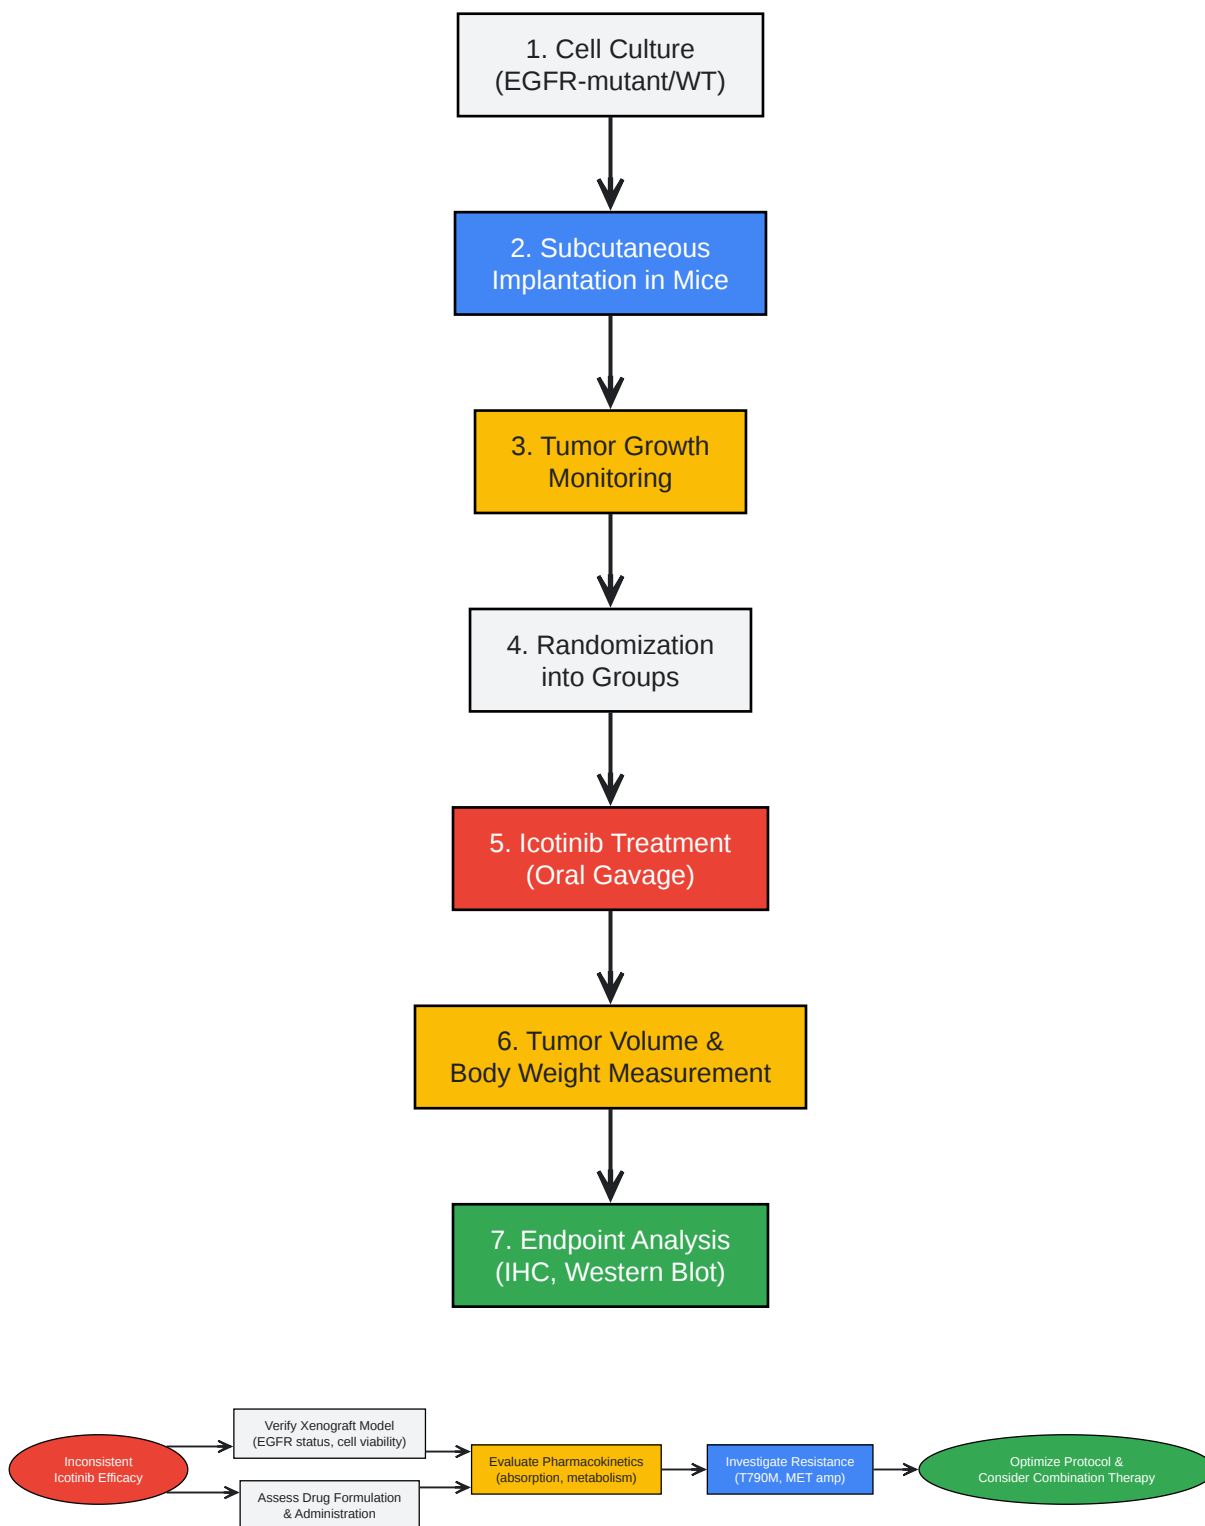 1. Cell Culture
(EGFR-mutant/WT)
2. Subcutaneous
Implantation in Mice
3. Tumor Growth
Monitoring
4. Randomization
into Groups
5. Icotinib Treatment
(Oral Gavage)
6. Tumor Volume &
Body Weight Measurement
7. Endpoint Analysis
(IHC, Western Blot)
Inconsistent
Icotinib Efficacy
Verify Xenograft Model
(EGFR status, cell viability)
Assess Drug Formulation
& Administration
Evaluate Pharmacokinetics
(absorption, metabolism)
Investigate Resistance
(T790M, MET amp)
Optimize Protocol &
Consider Combination Therapy